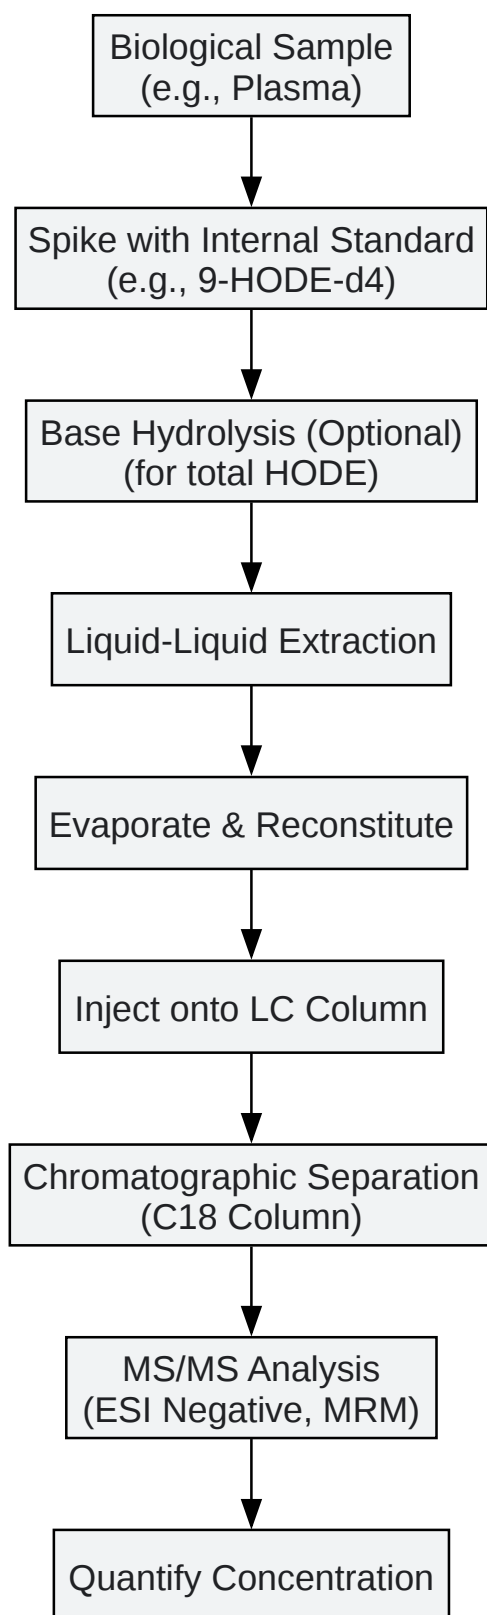 Biological Sample
(e.g., Plasma)
Spike with Internal Standard
(e.g., 9-HODE-d4)
Base Hydrolysis (Optional)
(for total HODE)
Liquid-Liquid Extraction
Evaporate & Reconstitute
Inject onto LC Column
Chromatographic Separation
(C18 Column)
MS/MS Analysis
(ESI Negative, MRM)
Quantify Concentration